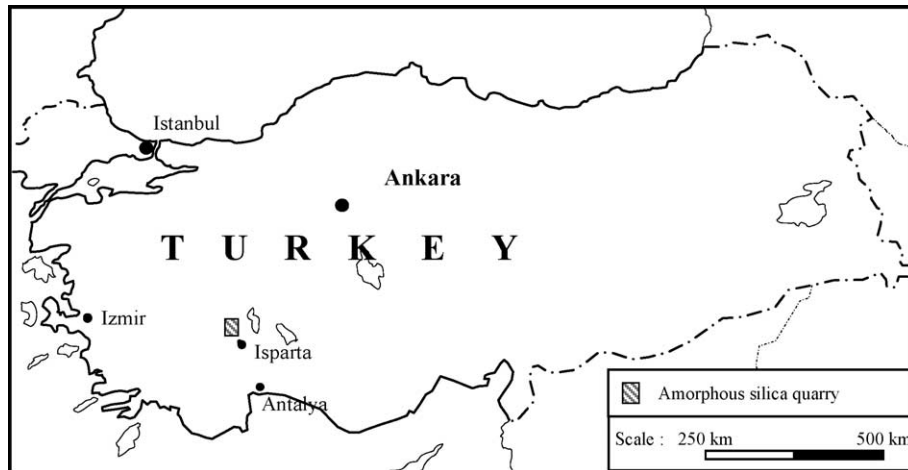 Istanbul
Ankara
T U R K E Y
Izmir
Isparta
Antalya
Amorphous silica quarry
Scale : 250 km 500 km